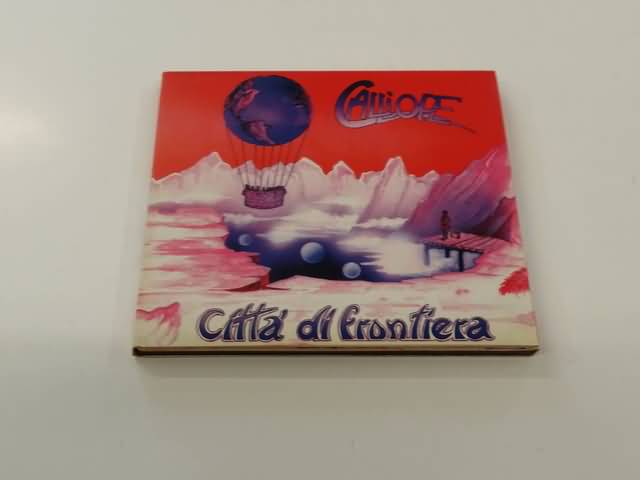 Calliope
Citta' di frontiera